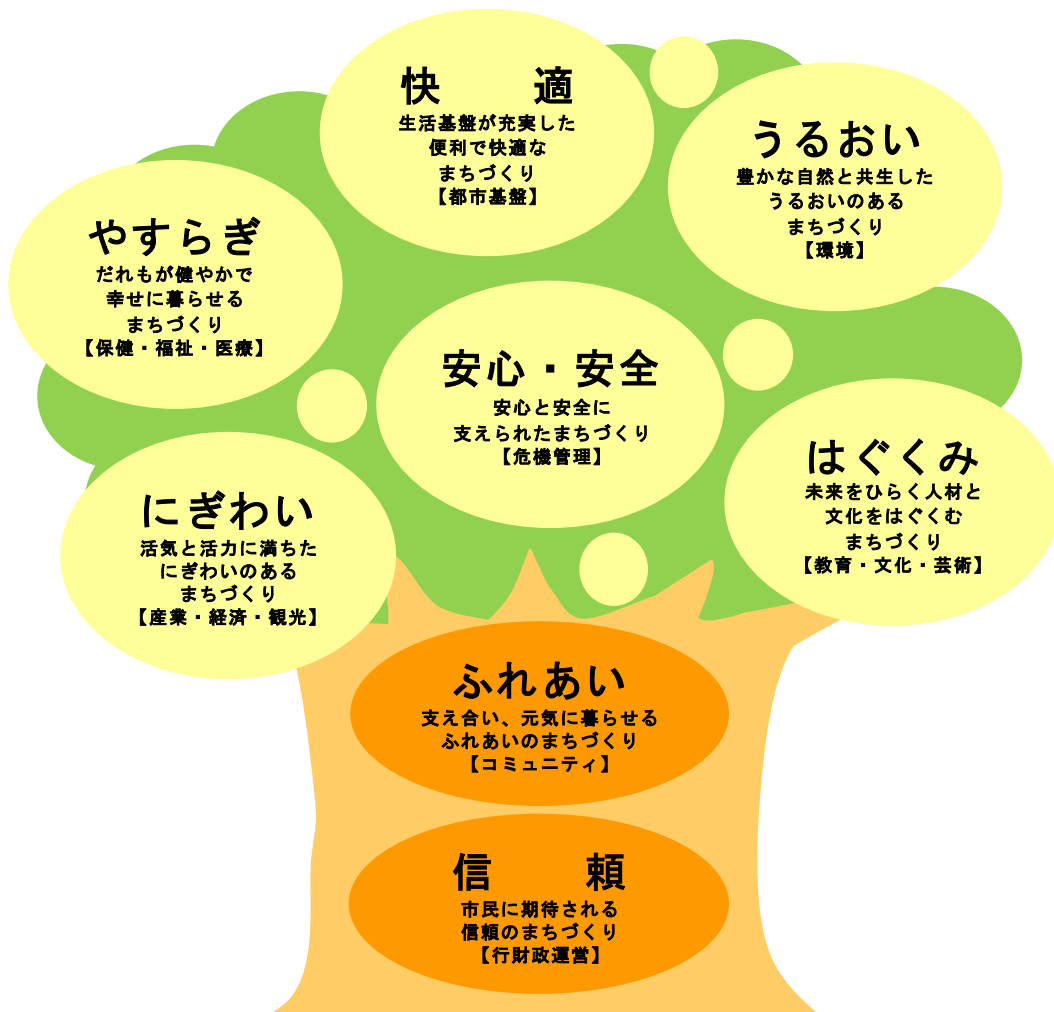 快　適
生活基盤が充実した
便利で快適な
まちづくり
【都市基盤】
うるおい
豊かな自然と共生した
うるおいのある
まちづくり
【環境】
やすらぎ
だれもが健やかで
幸せに暮らせる
まちづくり
【保健・福祉・医療】
安心・安全
安心と安全に
支えられたまちづくり
【危機管理】
はぐくみ
未来をひらく人材と
文化をはぐくむ
まちづくり
【教育・文化・芸術】
にぎわい
活気と活力に満ちた
にぎわいのある
まちづくり
【産業・経済・観光】
ふれあい
支え合い、元気に暮らせる
ふれあいのまちづくり
【コミュニティ】
信　頼
市民に期待される
信頼のまちづくり
【行財政運営】